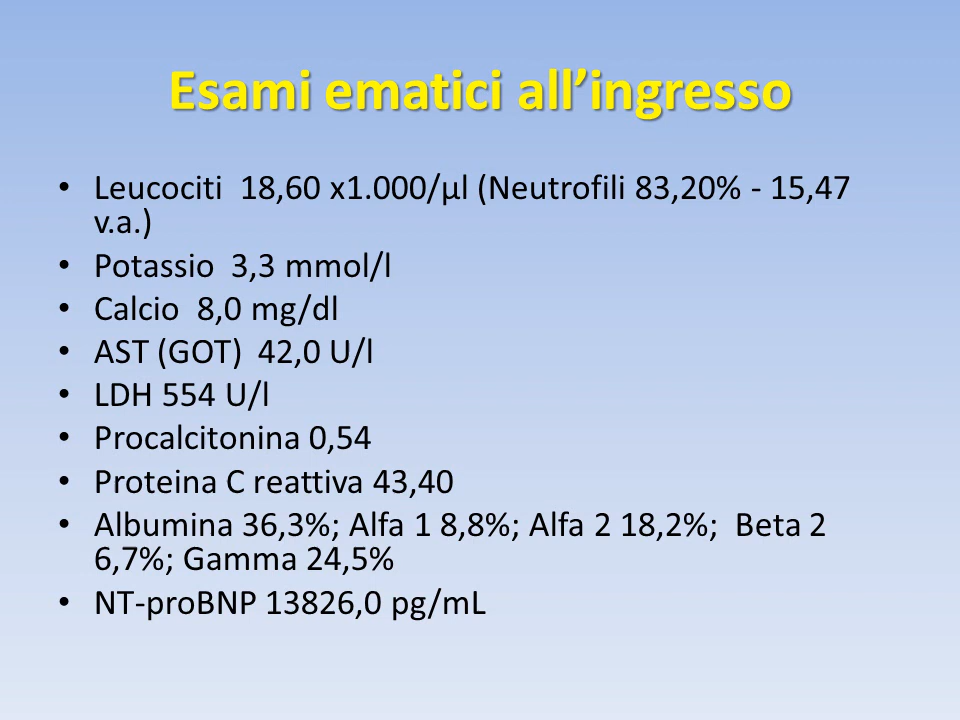 Esami ematici all’ingresso
• Leucociti 18,60 x1.000/µl (Neutrofili 83,20% - 15,47
v.a.)
• Potassio 3,3 mmol/l
• Calcio 8,0 mg/dl
• AST (GOT) 42,0 U/l
• LDH 554 U/l
• Procalcitonina 0,54
• Proteina C reattiva 43,40
• Albumina 36,3%; Alfa 1 8,8%; Alfa 2 18,2%; Beta 2
6,7%; Gamma 24,5%
• NT-proBNP 13826,0 pg/mL